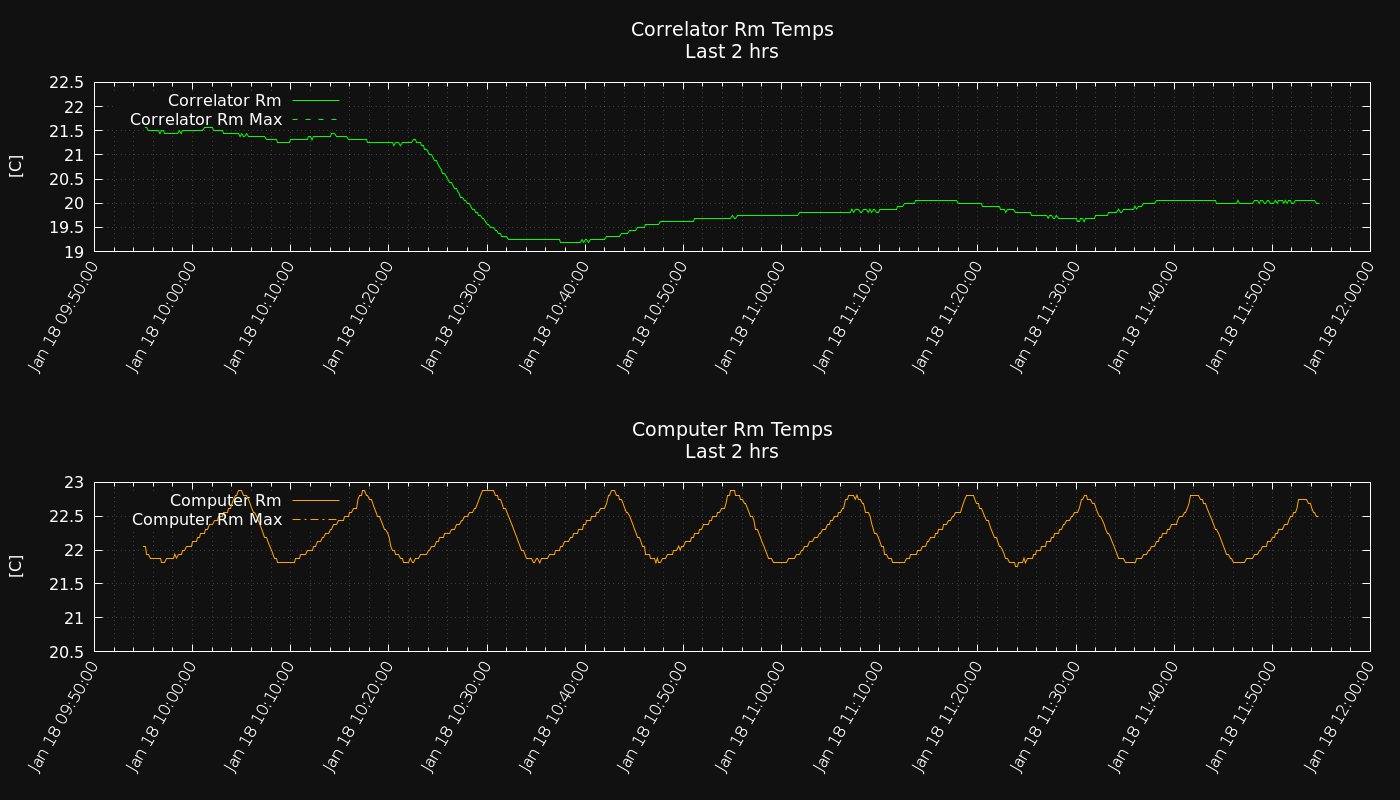 Correlator Rm Temps
Last 2 hrs
22.5
22
21.5
21
20.5
20
19.5
19
[C]
Correlator Rm
Correlator Rm Max
Jan 18 09:50:00
Jan 18 10:00:00
Jan 18 10:10:00
Jan 18 10:20:00
Jan 18 10:30:00
Jan 18 10:40:00
Jan 18 10:50:00
Jan 18 11:00:00
Jan 18 11:10:00
Jan 18 11:20:00
Jan 18 11:30:00
Jan 18 11:40:00
Jan 18 11:50:00
Jan 18 12:00:00
Computer Rm Temps
Last 2 hrs
23
22.5
22
21.5
21
20.5
[C]
Computer Rm
Computer Rm Max
Jan 18 09:50:00
Jan 18 10:00:00
Jan 18 10:10:00
Jan 18 10:20:00
Jan 18 10:30:00
Jan 18 10:40:00
Jan 18 10:50:00
Jan 18 11:00:00
Jan 18 11:10:00
Jan 18 11:20:00
Jan 18 11:30:00
Jan 18 11:40:00
Jan 18 11:50:00
Jan 18 12:00:00